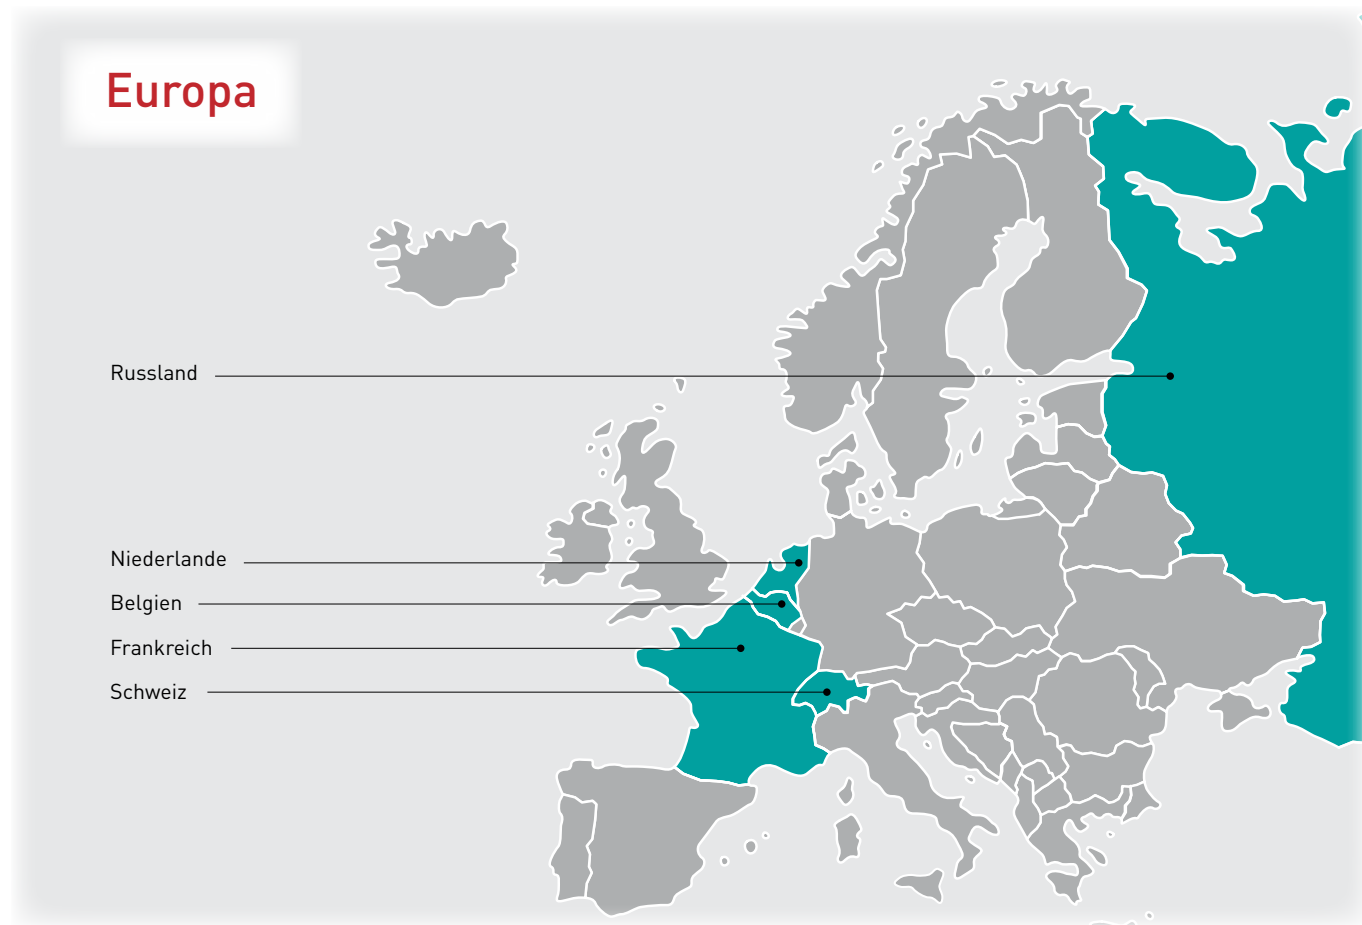 Europa
Russland
Niederlande
Belgien
Frankreich
Schweiz